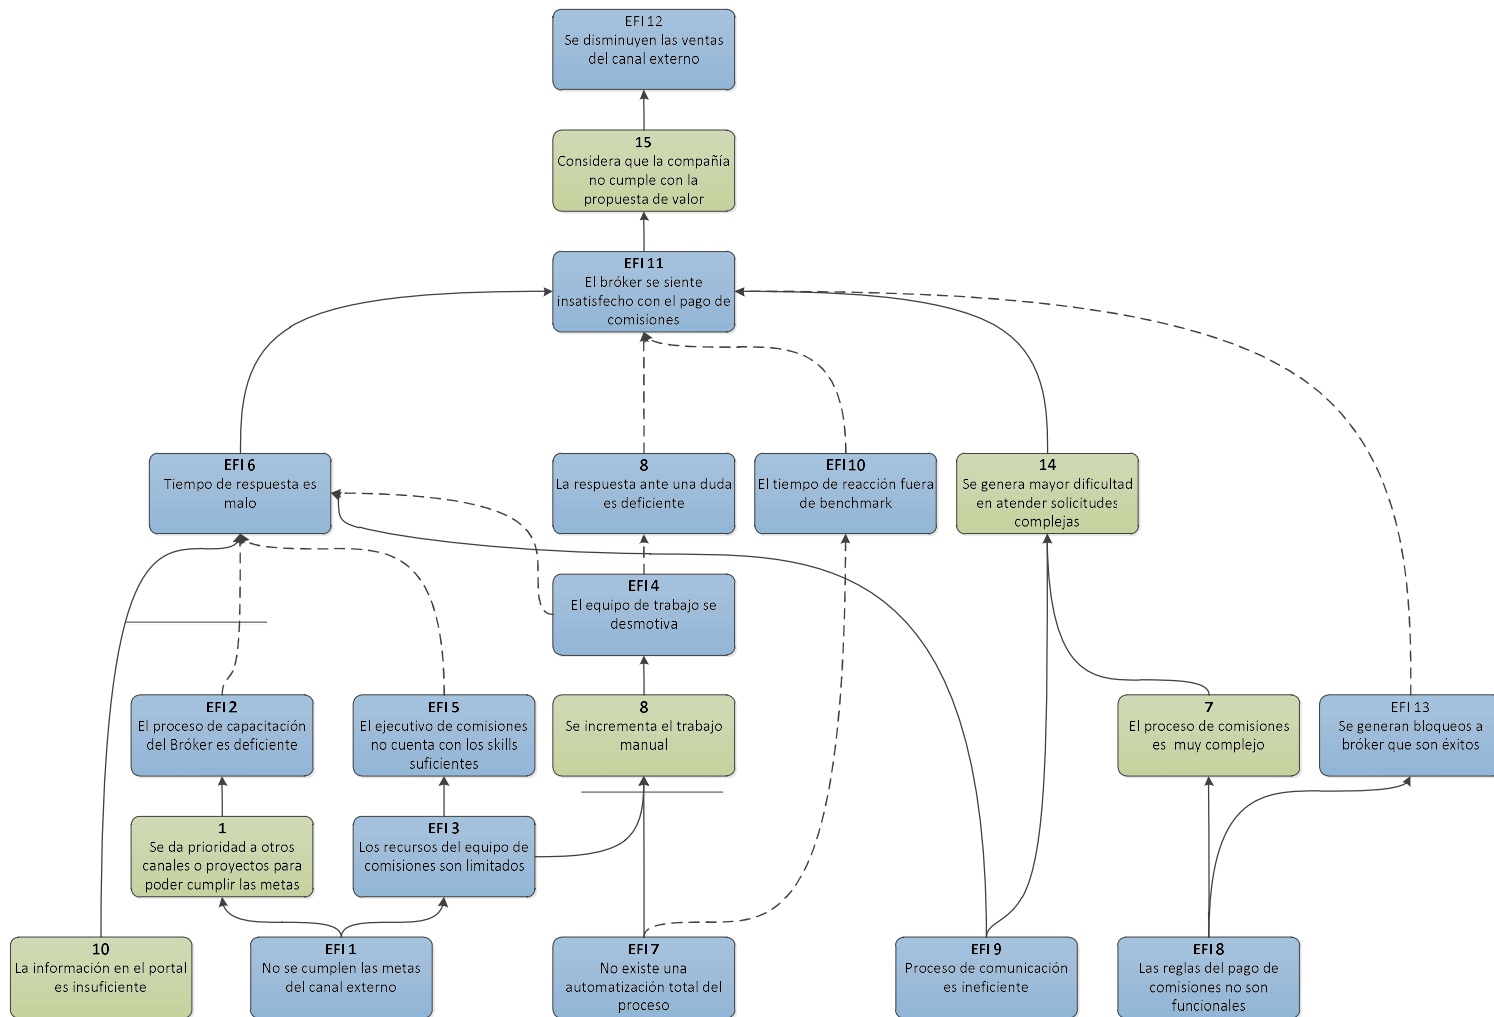 EFI 12
Se disminuyen las ventas
del canal externo
15
Considera que la compañía
no cumple con la
propuesta de valor
EFI 11
El bróker se siente
insatisfecho con el pago de
comisiones
EFI 6
Tiempo de respuesta es
malo
8
La respuesta ante una duda
es deficiente
EFI 10
El tiempo de reacción fuera
de benchmark
14
Se genera mayor dificultad
en atender solicitudes
complejas
EFI 4
El equipo de trabajo se
desmotiva
EFI 2
El proceso de capacitación
del Bróker es deficiente
EFI 5
El ejecutivo de comisiones
no cuenta con los skills
suficientes
8
Se incrementa el trabajo
manual
7
El proceso de comisiones
es muy complejo
EFI 13
Se generan bloqueos a
bróker que son éxitos
1
Se da prioridad a otros
canales o proyectos para
poder cumplir las metas
EFI 3
Los recursos del equipo de
comisiones son limitados
10
La información en el portal
es insuficiente
EFI 1
No se cumplen las metas
del canal externo
EFI 7
No existe una
automatización total del
proceso
EFI 9
Proceso de comunicación
es ineficiente
EFI 8
Las reglas del pago de
comisiones no son
funcionales